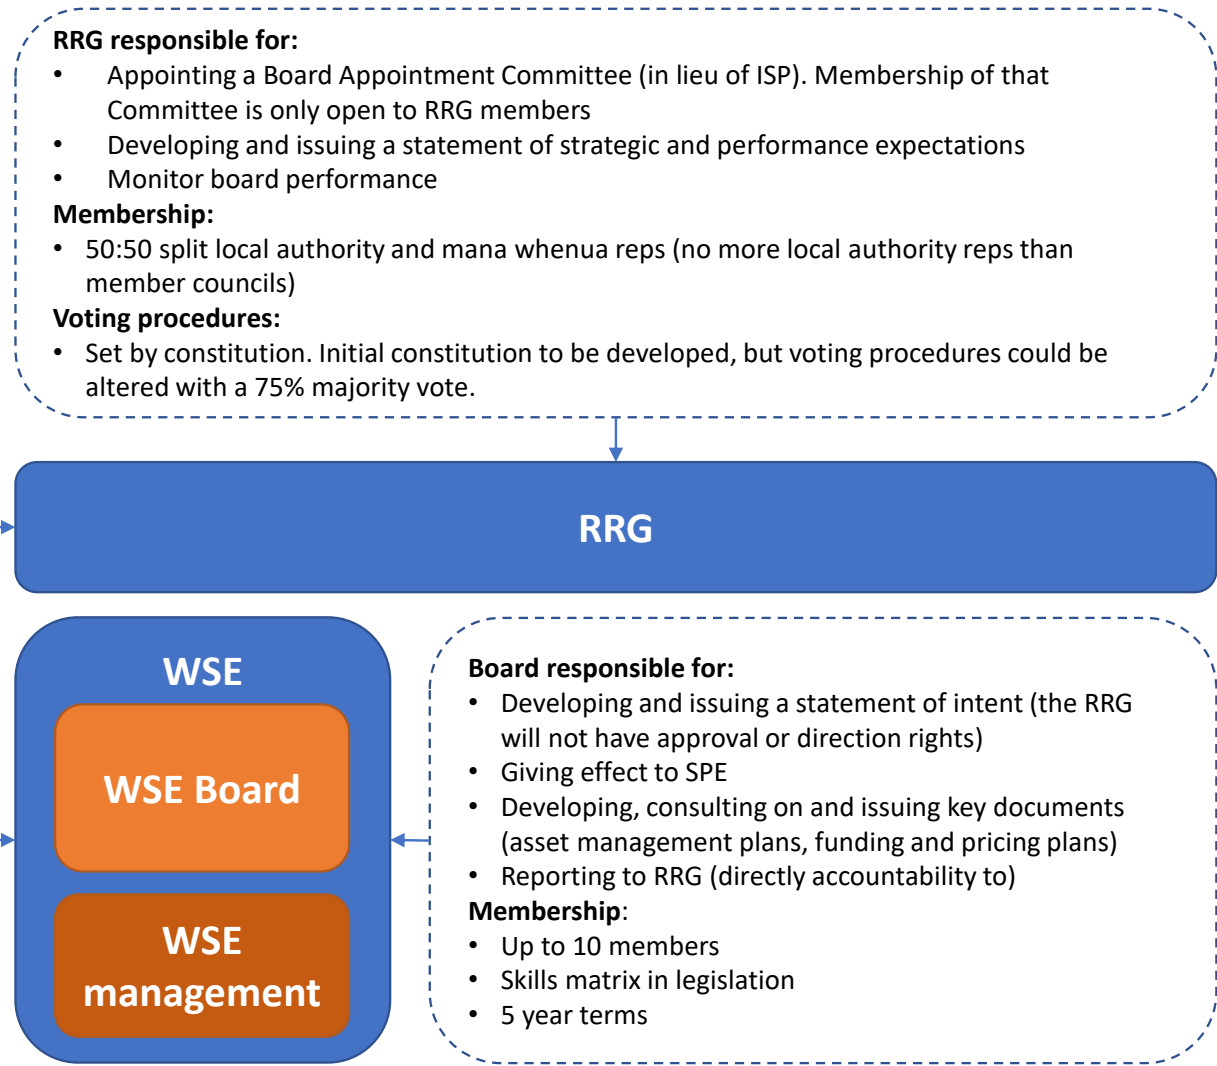 RRG responsible for:
• Appointing a Board Appointment Committee (in lieu of ISP). Membership of that
Committee is only open to RRG members
• Developing and issuing a statement of strategic and performance expectations
• Monitor board performance
Membership:
• 50:50 split local authority and mana whenua reps (no more local authority reps than
member councils)
Voting procedures:
• Set by constitution. Initial constitution to be developed, but voting procedures could be
altered with a 75% majority vote.
RRG
WSE
WSE Board
WSE
management
Board responsible for:
• Developing and issuing a statement of intent (the RRG
will not have approval or direction rights)
• Giving effect to SPE
• Developing, consulting on and issuing key documents
(asset management plans, funding and pricing plans)
• Reporting to RRG (directly accountability to)
Membership:
• Up to 10 members
• Skills matrix in legislation
• 5 year terms